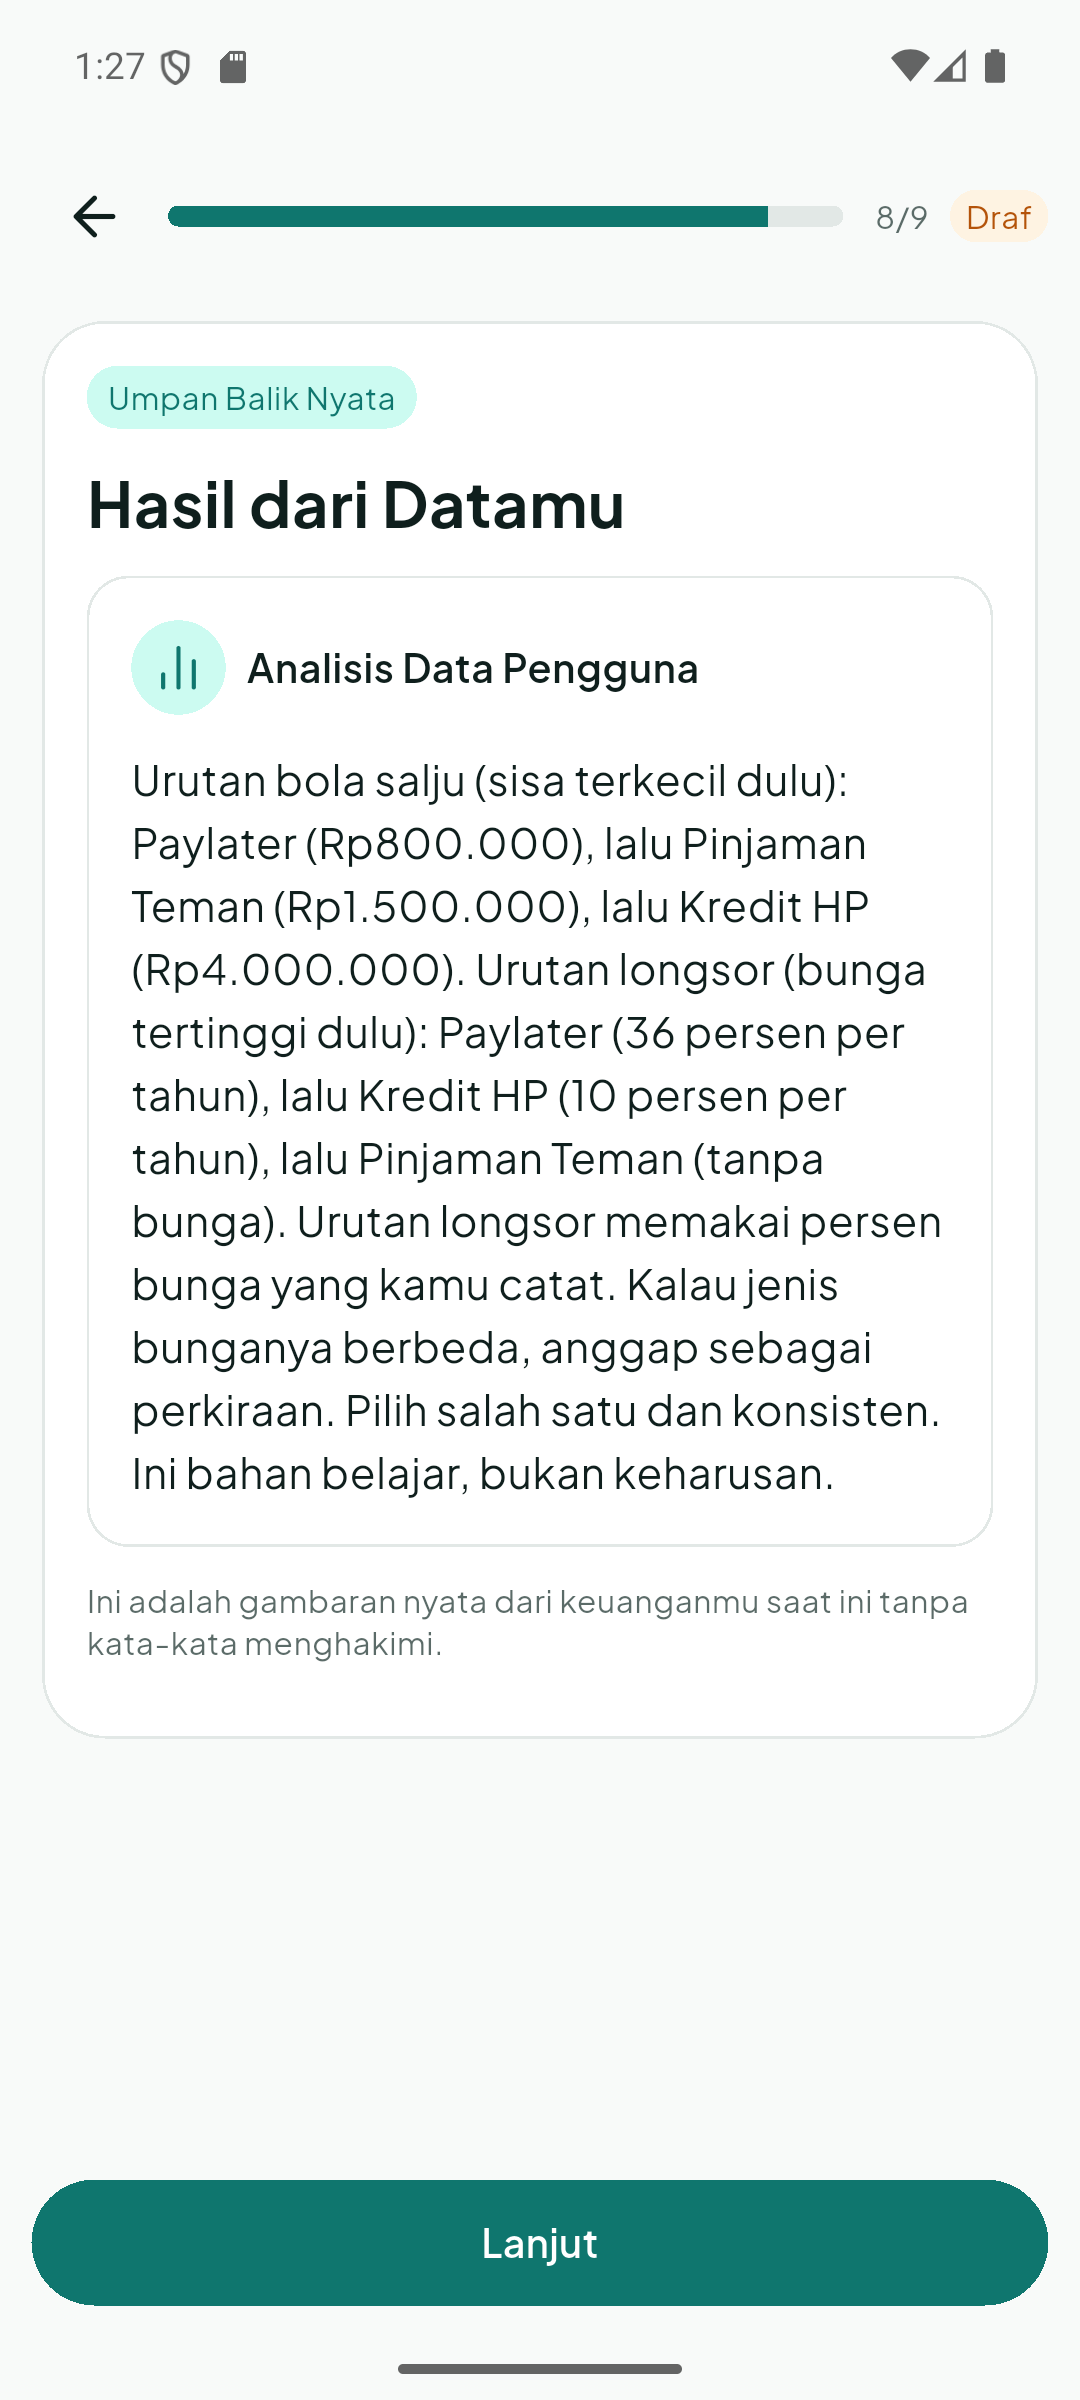 1:27
8/9
Draf
Umpan Balik Nyata
Hasil dari Datamu
Analisis Data Pengguna
Urutan bola salju (sisa terkecil dulu):
Paylater (Rp800.000), lalu Pinjaman
Teman (Rp1.500.000), lalu Kredit HP
(Rp4.000.000). Urutan longsor (bunga
tertinggi dulu): Paylater (36 persen per
tahun), lalu Kredit HP (10 persen per
tahun), lalu Pinjaman Teman (tanpa
bunga). Urutan longsor memakai persen
bunga yang kamu catat. Kalau jenis
bunganya berbeda, anggap sebagai
perkiraan. Pilih salah satu dan konsisten.
Ini bahan belajar, bukan keharusan.
Ini adalah gambaran nyata dari keuanganmu saat ini tanpa
kata-kata menghakimi.
Lanjut